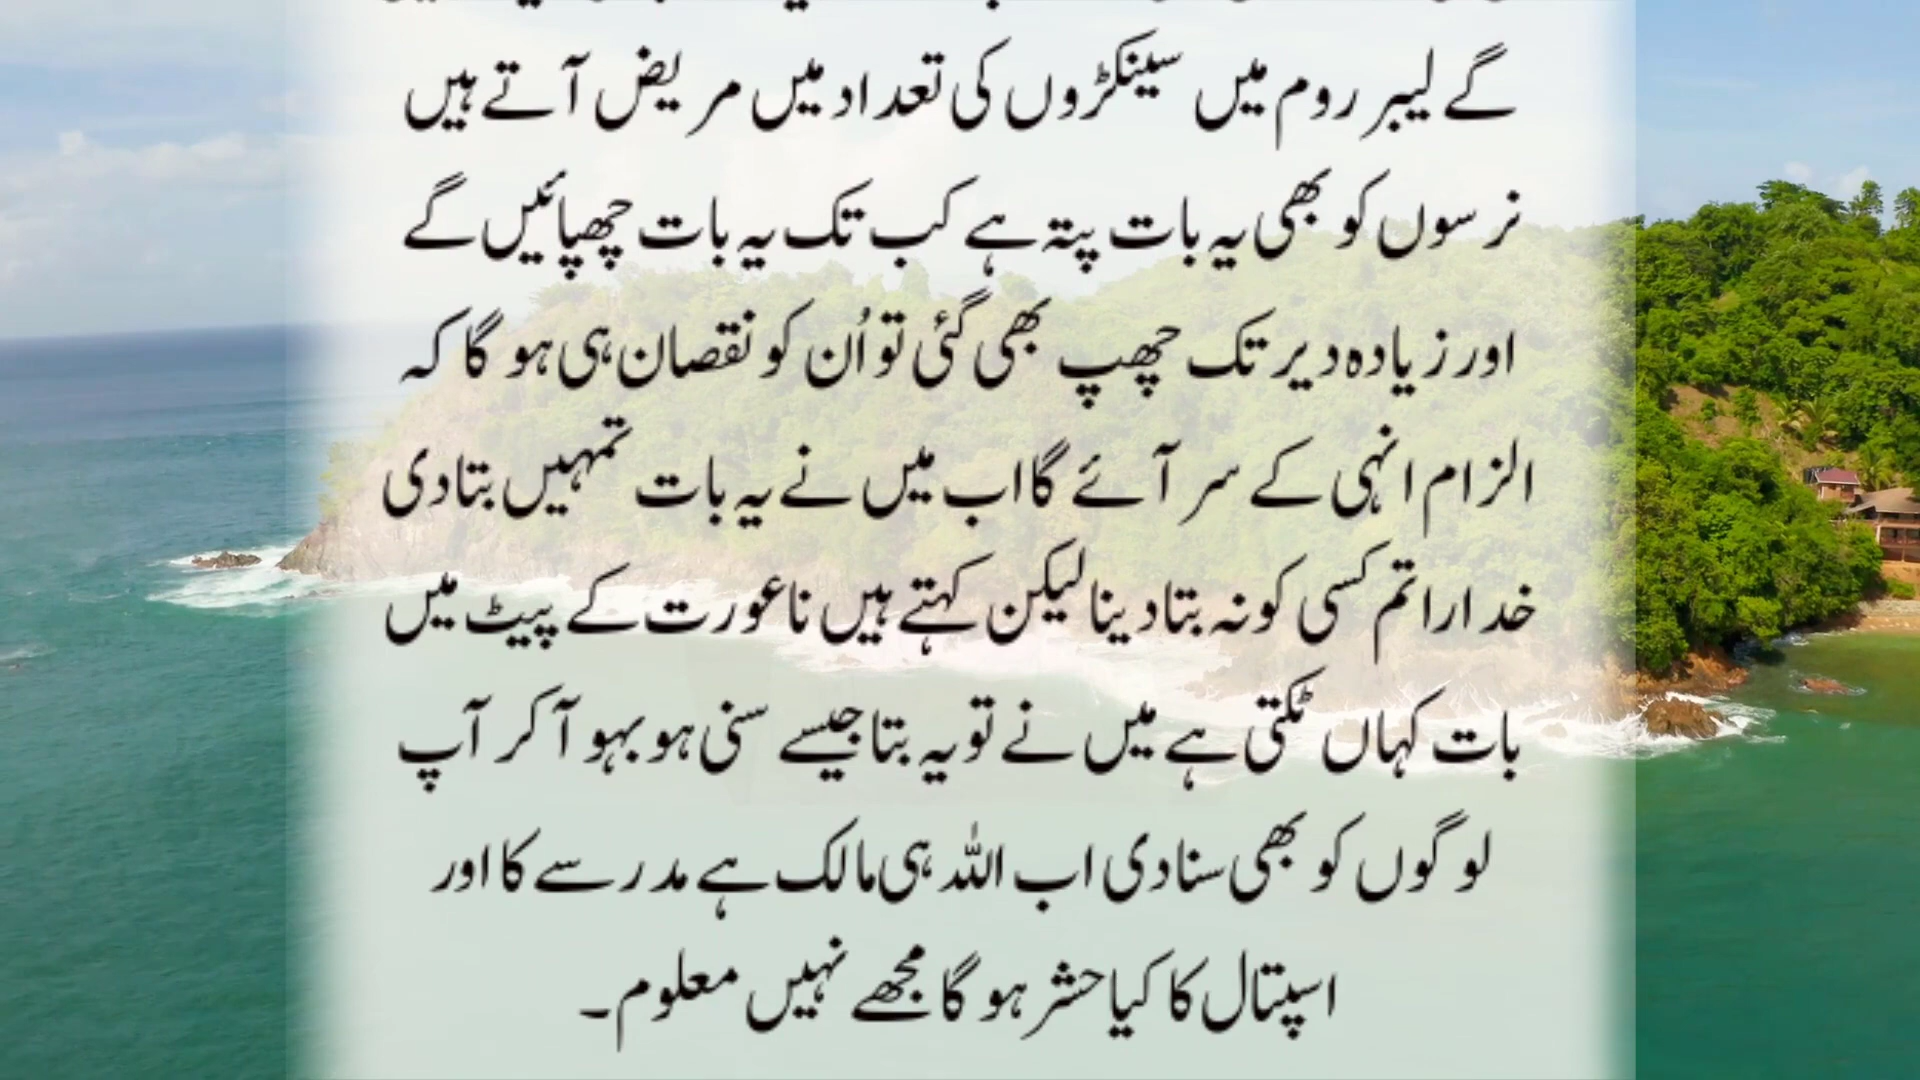 گے لیبر روم میں سینکڑوں کی تعداد میں مریض آتے ہیں
نرسوں کو بھی یہ بات پتہ ہے کب تک یہ بات چھپائیں گے
اور زیادہ دیر تک چھپ بھی گئی تو اُن کو نقصان ہی ہو گا کہ
الزام انہی کے سر آئے گا اب میں نے یہ بات تمہیں بتا دی
خدارا تم کسی کو نہ بتا دینا لیکن کہتے ہیں نا عورت کے پیٹ میں
بات کہاں ٹکتی ہے میں نے تو یہ بتا جیسے سنی ہو بہو آ کر آپ
لوگوں کو بھی سنا دی اب اللہ ہی مالک ہے مدرسے کا اور
اسپتال کا کیا حشر ہو گا مجھے نہیں معلوم۔